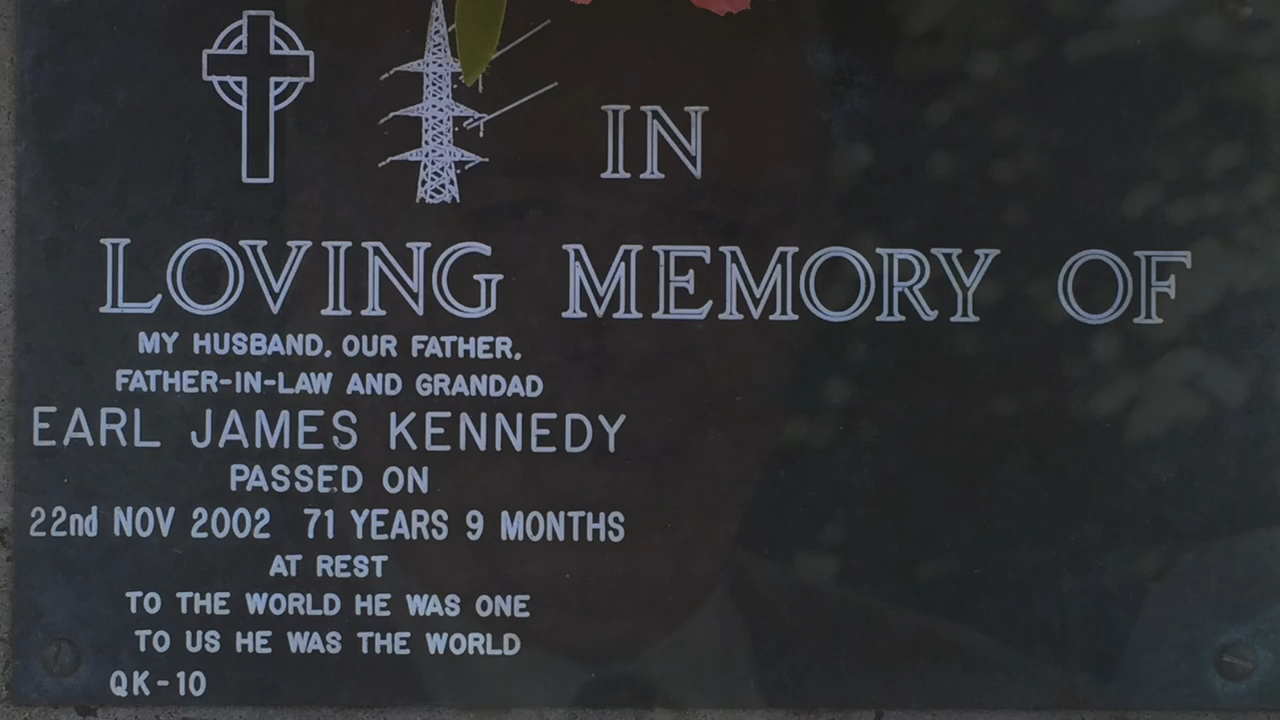 IN
LOVING MEMORY OF
MY HUSBAND, OUR FATHER,
FATHER-IN-LAW AND GRANDAD
EARL JAMES KENNEDY
PASSED ON
22nd NOV 2002 71 YEARS 9 MONTHS
AT REST
TO THE WORLD HE WAS ONE
TO US HE WAS THE WORLD
QK-10